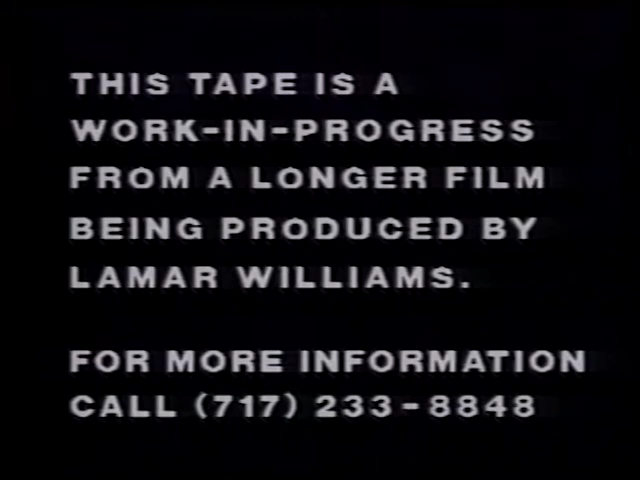 THIS TAPE IS A
WORK-IN-PROGRESS
FROM A LONGER FILM
BEING PRODUCED BY
LAMAR WILLIAMS.
FOR MORE INFORMATION
CALL (717) 233-8848